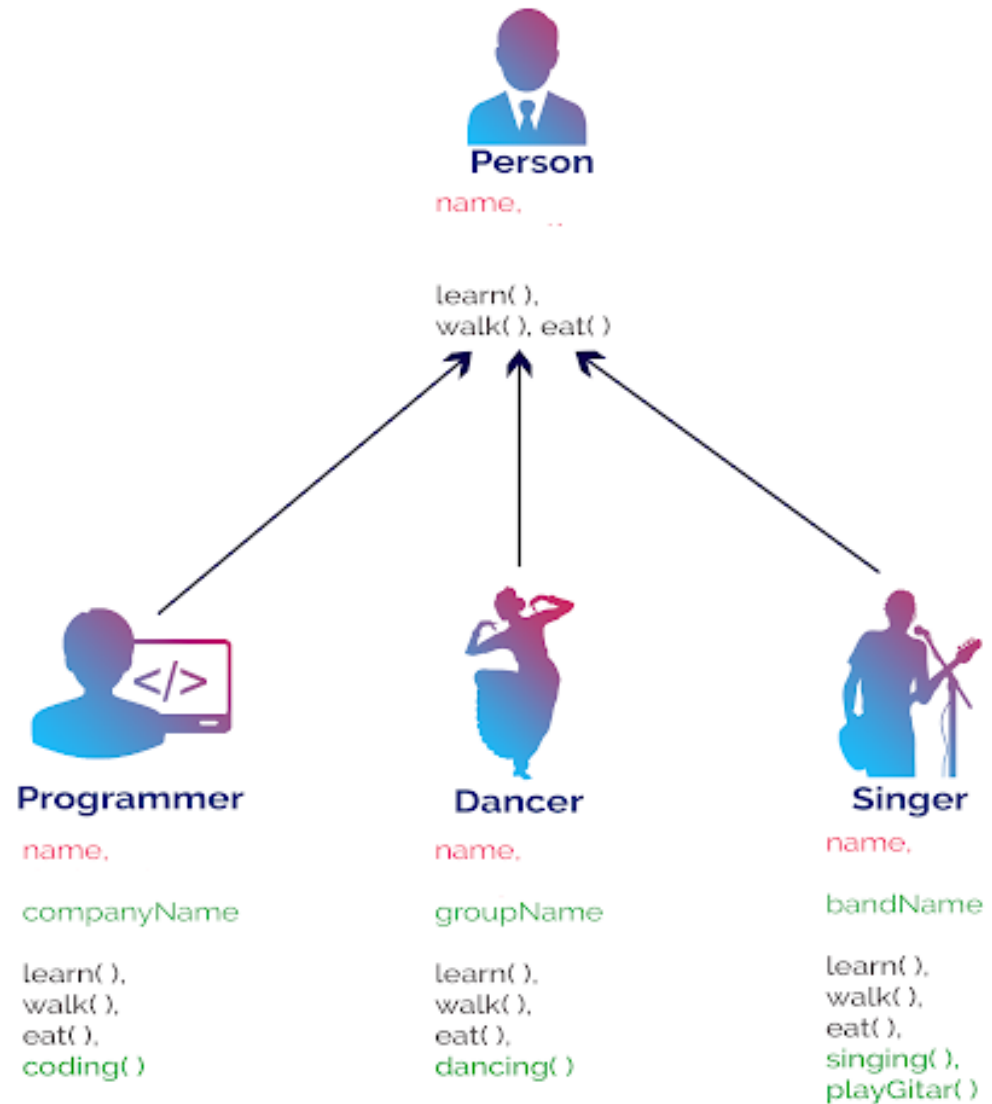 Person
name,
learn( ),
walk( ), eat( )
</>
Programmer
name,
companyName
learn( ),
walk( ),
eat( ),
coding( )
Dancer
name,
groupName
learn( ),
walk( ),
eat( ),
dancing( )
Singer
name,
bandName
learn( ),
walk( ),
eat( ),
singing( ),
playGitar( )